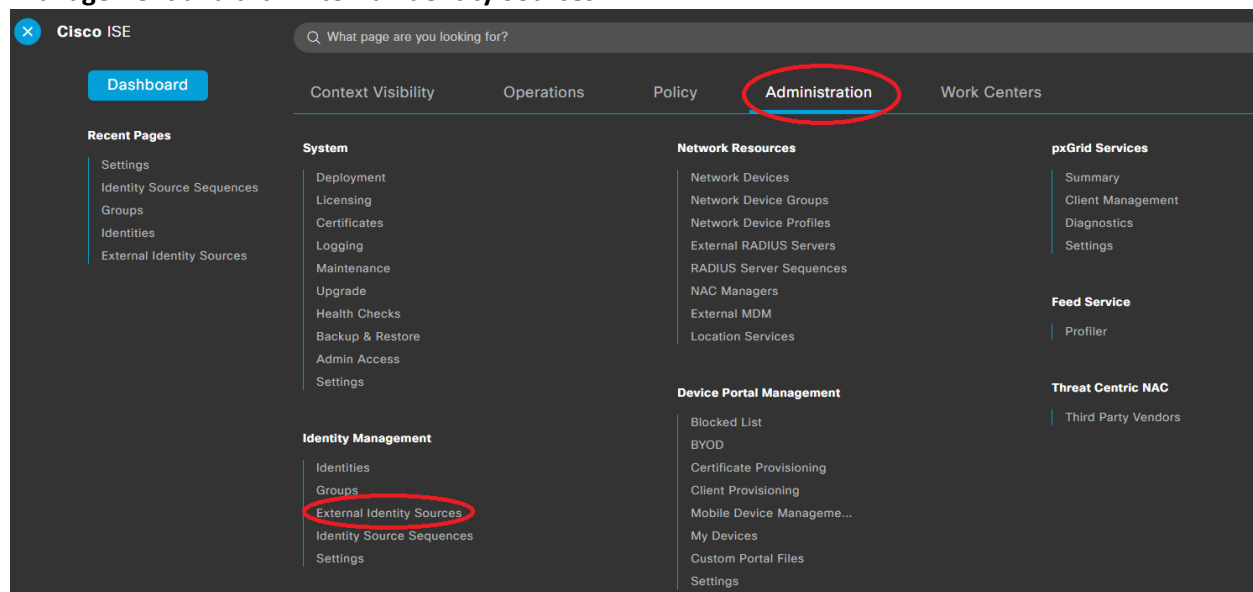 Cisco ISE
What page are you looking for?
Dashboard
Context Visibility
Operations
Policy
Administration
Work Centers
Recent Pages
Settings
Identity Source Sequences
Groups
Identities
External Identity Sources
System
Deployment
Licensing
Certificates
Logging
Maintenance
Upgrade
Health Checks
Backup & Restore
Admin Access
Settings
Identity Management
Identities
Groups
External Identity Sources
Identity Source Sequences
Settings
Network Resources
Network Devices
Network Device Groups
Network Device Profiles
External RADIUS Servers
RADIUS Server Sequences
NAC Managers
External MDM
Location Services
Device Portal Management
Blocked List
BYOD
Certificate Provisioning
Client Provisioning
Mobile Device Manageme...
My Devices
Custom Portal Files
Settings
pxGrid Services
Summary
Client Management
Diagnostics
Settings
Feed Service
Profiler
Threat Centric NAC
Third Party Vendors